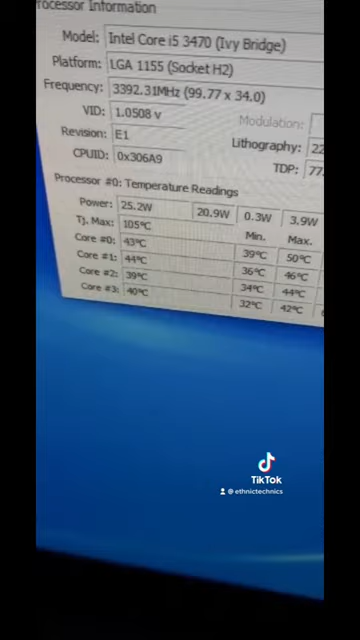 Processor Information
Model: Intel Core i5 3470 (Ivy Bridge)
Platform: LGA 1155 (Socket H2)
Frequency: 3392.31MHz (99.77 x 34.0)
VID: 1.0508 v
Modulation:
Revision: E1
Lithography: 22
CPUID: 0x306A9
TDP: 77
Processor #0: Temperature Readings
Power: 25.2W 20.9W 0.3W 3.9W
Tj. Max: 105°C Min. Max.
Core #0: 43°C 39°C 50°C
Core #1: 44°C 36°C 46°C
Core #2: 39°C 34°C 44°C
Core #3: 40°C 32°C 42°C
TikTok
@ethnictechnics